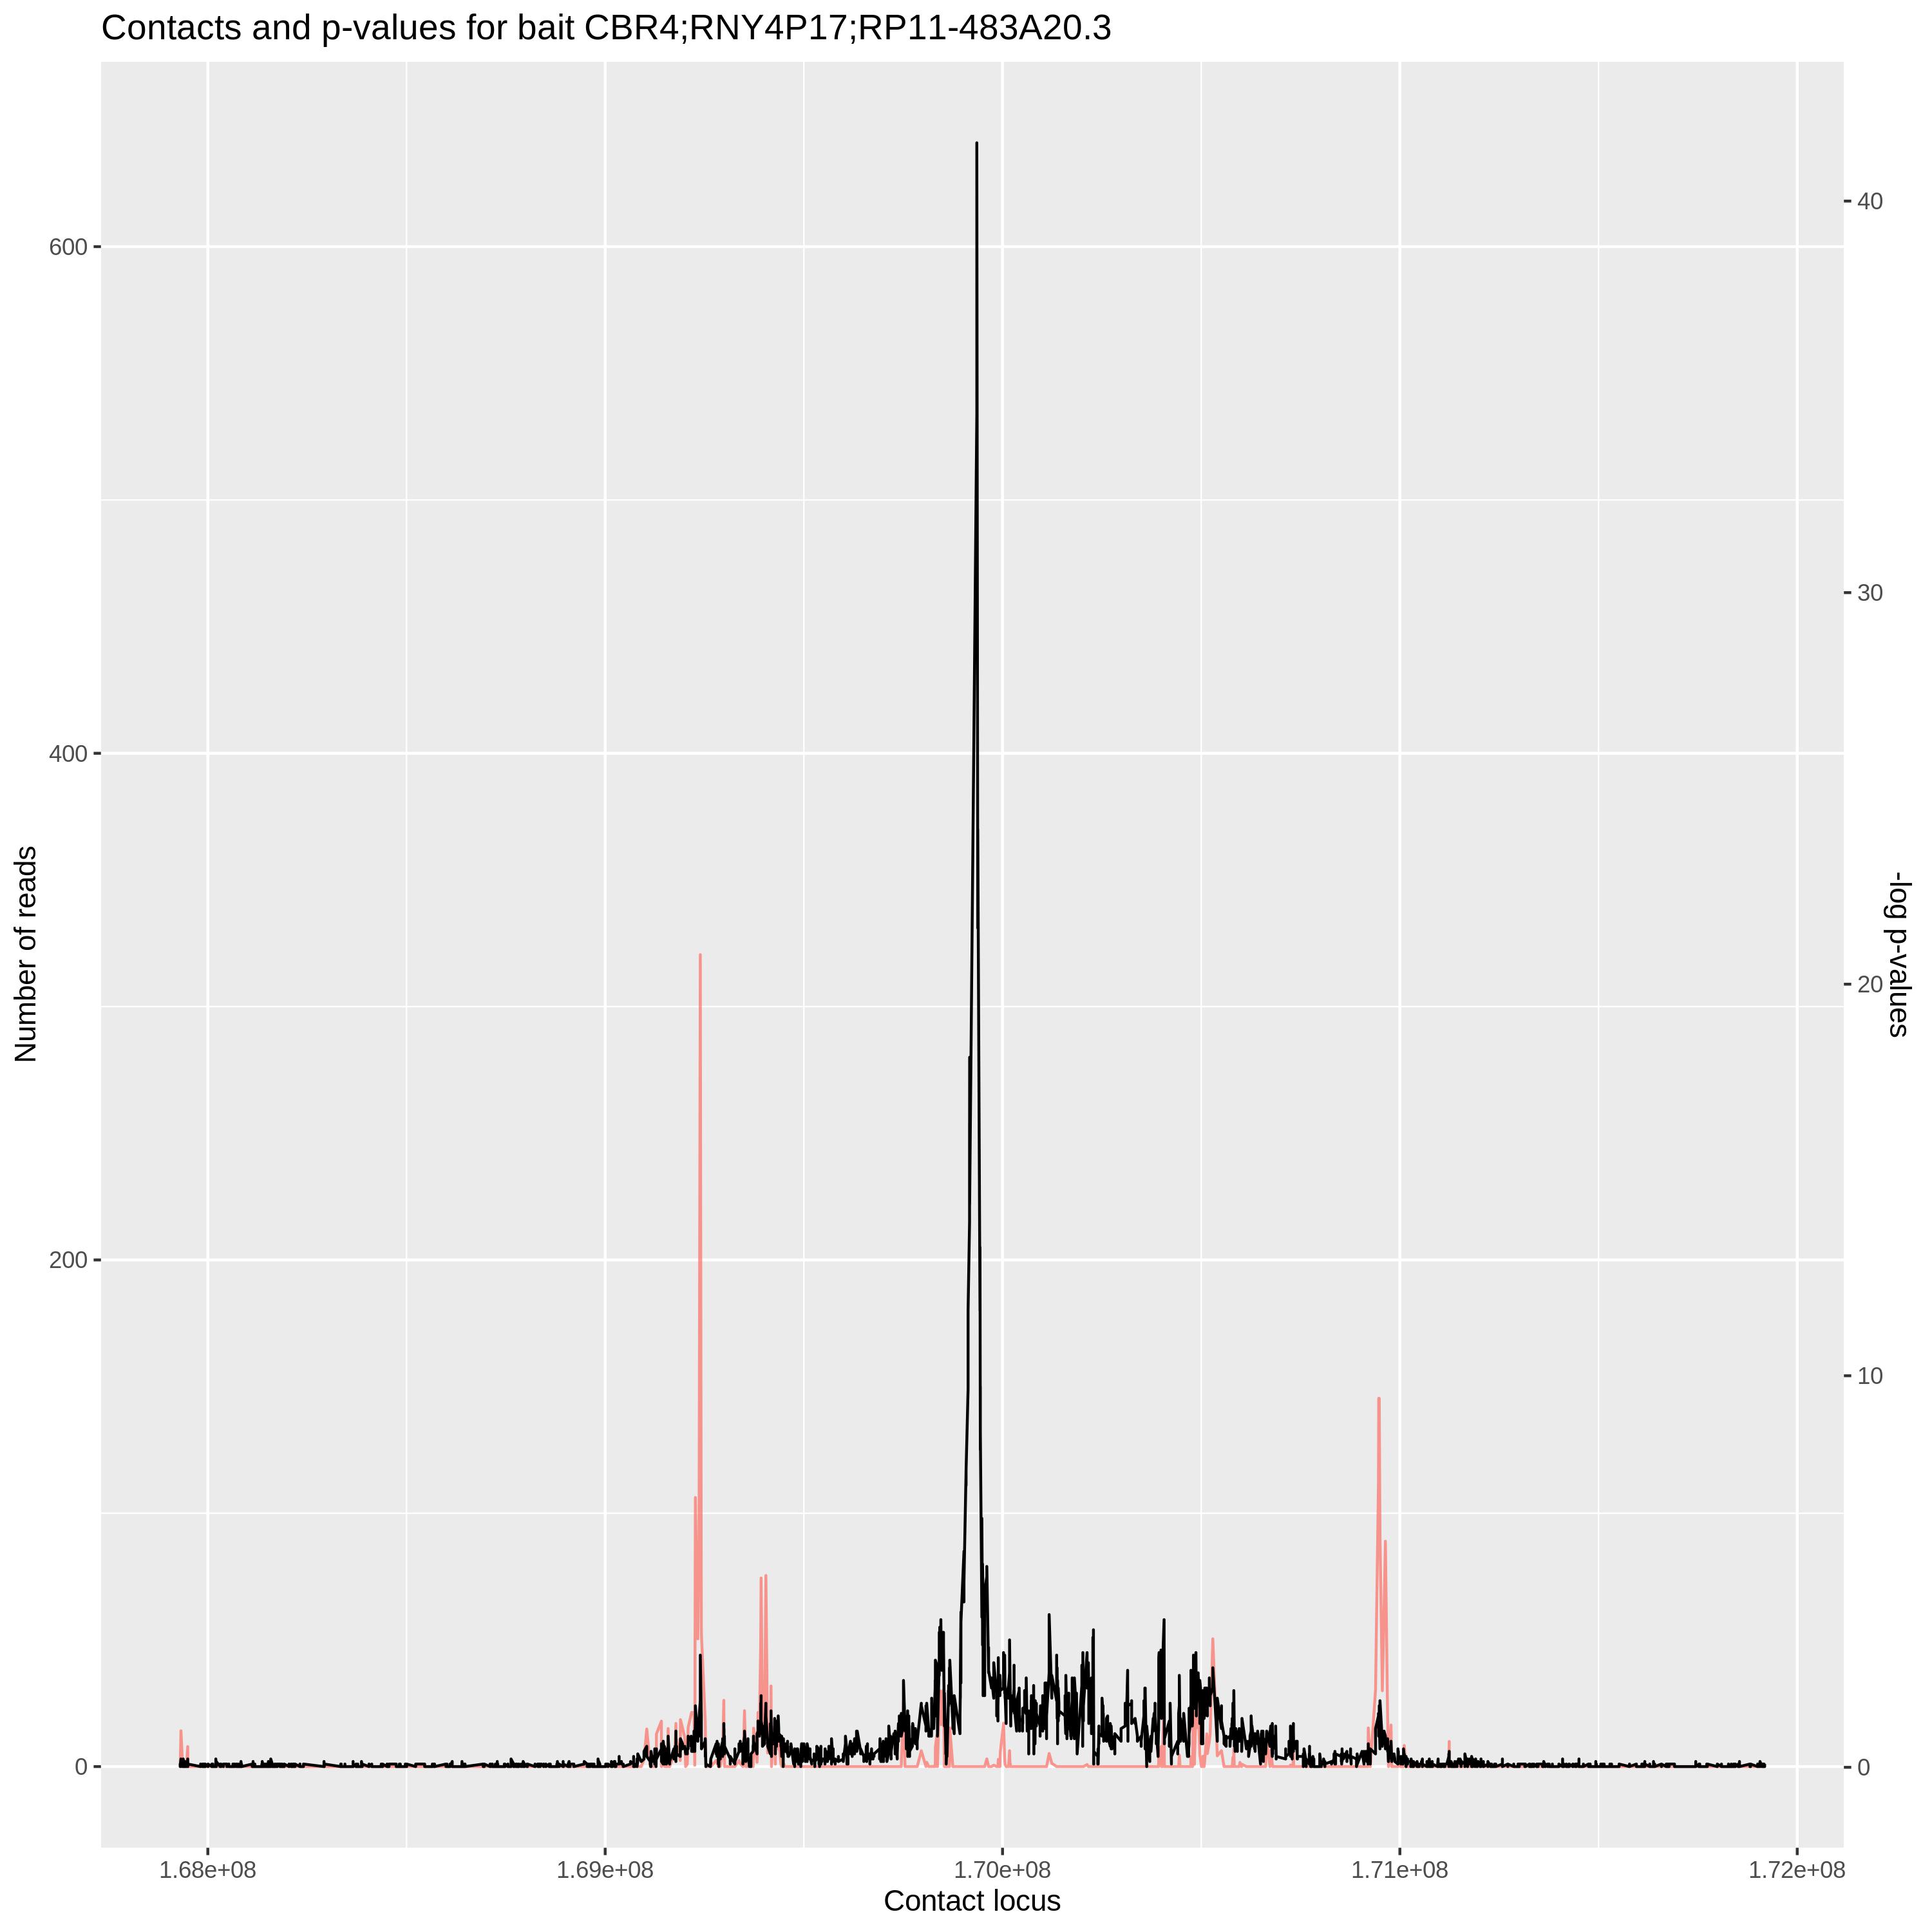 Contacts and p-values for bait CBR4;RNY4P17;RP11-483A20.3
600
400
200
0
Number of reads
40
30
20
10
0
-log p-values
1.68e+08
1.69e+08
1.70e+08
1.71e+08
1.72e+08
Contact locus